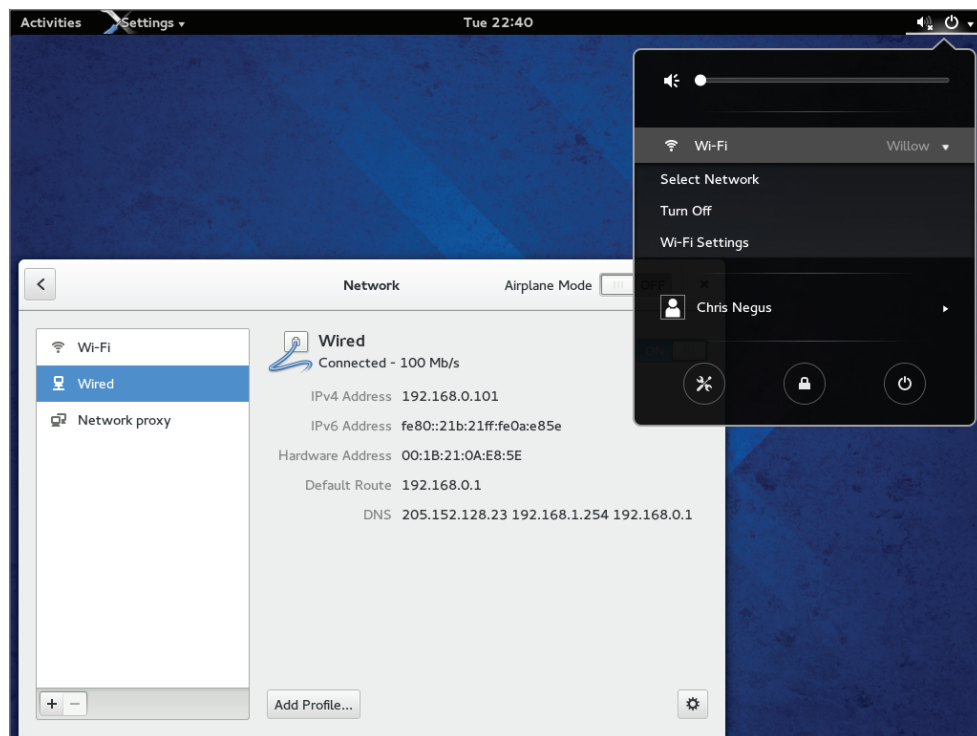 Activities Settings Tue 22:40
Wi-Fi Willow
Select Network
Turn Off
Wi-Fi Settings
Chris Negus
Network Airplane Mode OFF
Wi-Fi
Wired
Network proxy
Wired
ON
Connected - 100 Mb/s
IPv4 Address 192.168.0.101
IPv6 Address fe80::21b:21ff:fe0a:e85e
Hardware Address 00:1B:21:0A:E8:5E
Default Route 192.168.0.1
DNS 205.152.128.23 192.168.1.254 192.168.0.1
Add Profile...